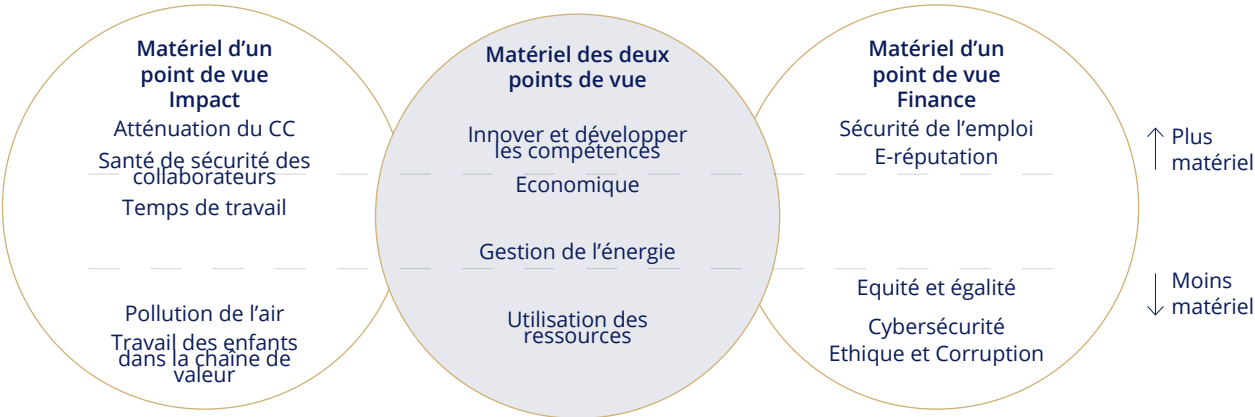 Matériel d’un
point de vue
Impact
Atténuation du CC
Santé de sécurité des
collaborateurs
Temps de travail
Pollution de l’air
Travail des enfants
dans la chaîne de
valeur
Matériel des deux
points de vue
Innover et développer
les compétences
Economique
Gestion de l’énergie
Utilisation des
ressources
Matériel d’un
point de vue
Finance
Sécurité de l’emploi
E-réputation
Equité et égalité
Cybersécurité
Ethique et Corruption
Plus
matériel
Moins
matériel